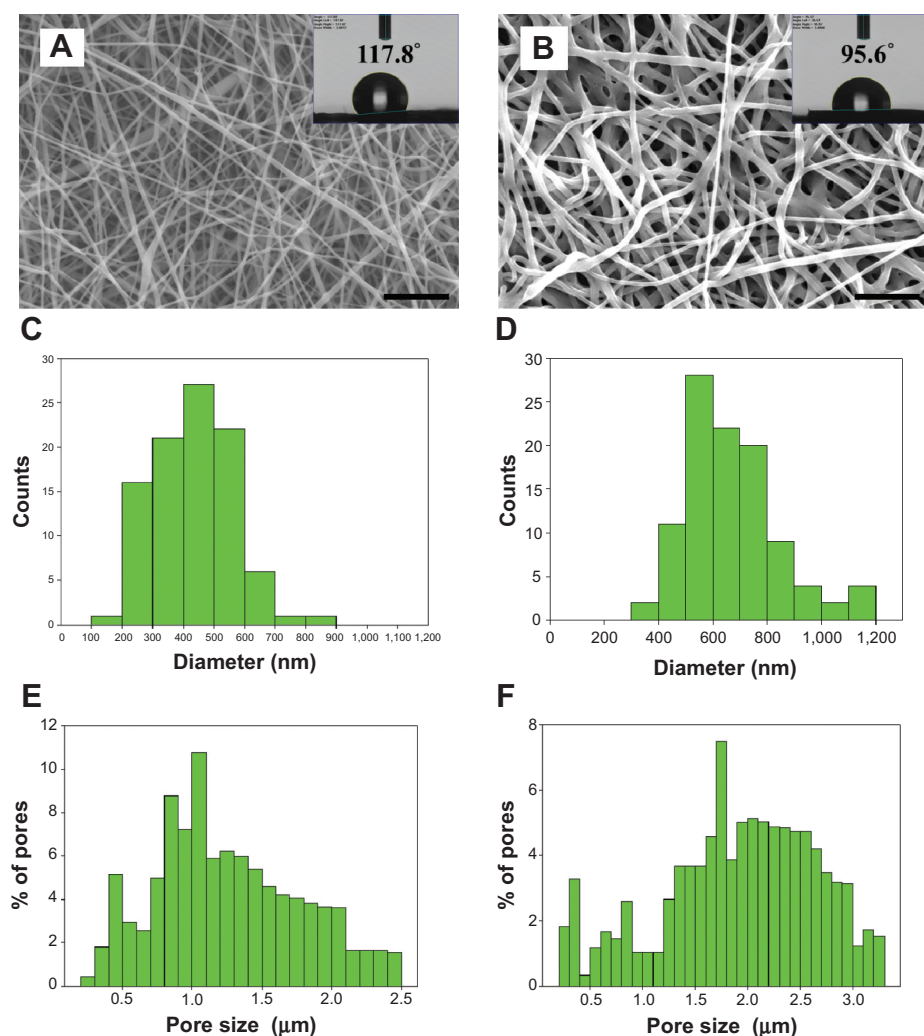 A
117.8°
B
95.6°
C
30
25
20
15
10
5
0
Counts
0 100 200 300 400 500 600 700 800 900 1,000 1,100 1,200
Diameter (nm)
D
30
25
20
15
10
5
0
Counts
0 200 400 600 800 1,000 1,200
Diameter (nm)
E
12
10
8
6
4
2
0
% of pores
0.5 1.0 1.5 2.0 2.5
Pore size (μm)
F
8
6
4
2
0
% of pores
0.5 1.0 1.5 2.0 2.5 3.0
Pore size (μm)